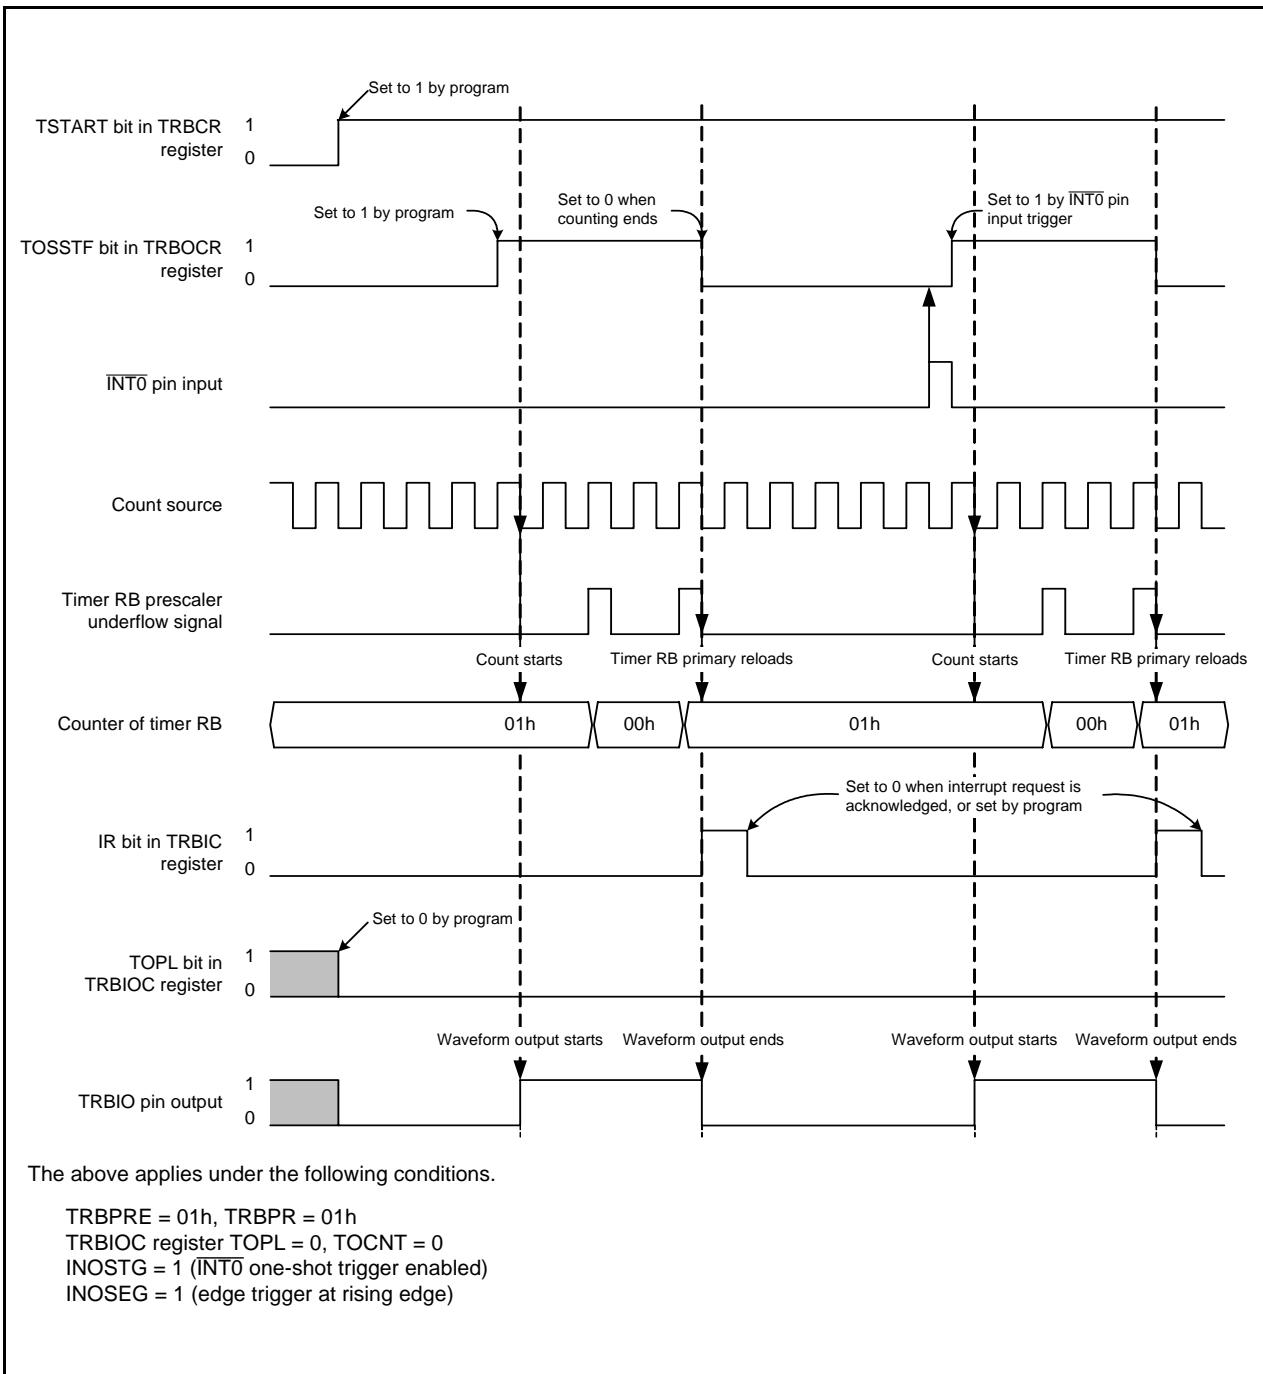 Set to 1 by program
TSTART bit in TRBCR
register
1
0
Set to 1 by program
Set to 0 when
counting ends
Set to 1 by INT0 pin
input trigger
TOSSTF bit in TRBOCR
register
1
0
INT0 pin input
Count source
Timer RB prescaler
underflow signal
Count starts
Timer RB primary reloads
Count starts
Timer RB primary reloads
Counter of timer RB
01h
00h
01h
00h
01h
Set to 0 when interrupt request is
acknowledged, or set by program
IR bit in TRBIC
register
1
0
Set to 0 by program
TOPL bit in
TRBIOC register
1
0
Waveform output starts
Waveform output ends
Waveform output starts
Waveform output ends
TRBIO pin output
1
0
The above applies under the following conditions.
TRBPRE = 01h, TRBPR = 01h
TRBIOC register TOPL = 0, TOCNT = 0
INOSTG = 1 (INT0 one-shot trigger enabled)
INOSEG = 1 (edge trigger at rising edge)